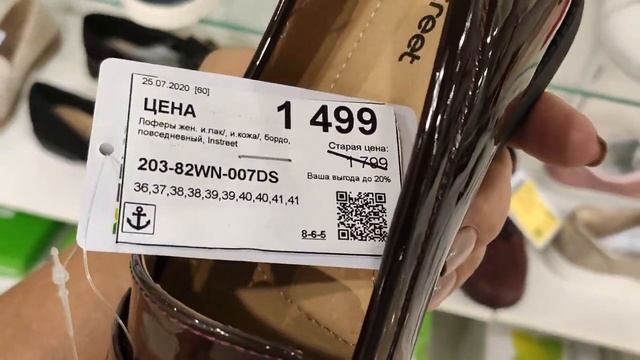 25.07.2020 [60]
ЦЕНА
1 499
Лоферы жен. и.лак/, и.кожа/, бордо,
повседневный, Instreet
Старая цена:
1 799
Ваша выгода до 20%
203-82WN-007DS
36,37,38,38,39,39,40,40,41,41
8-6-5
street